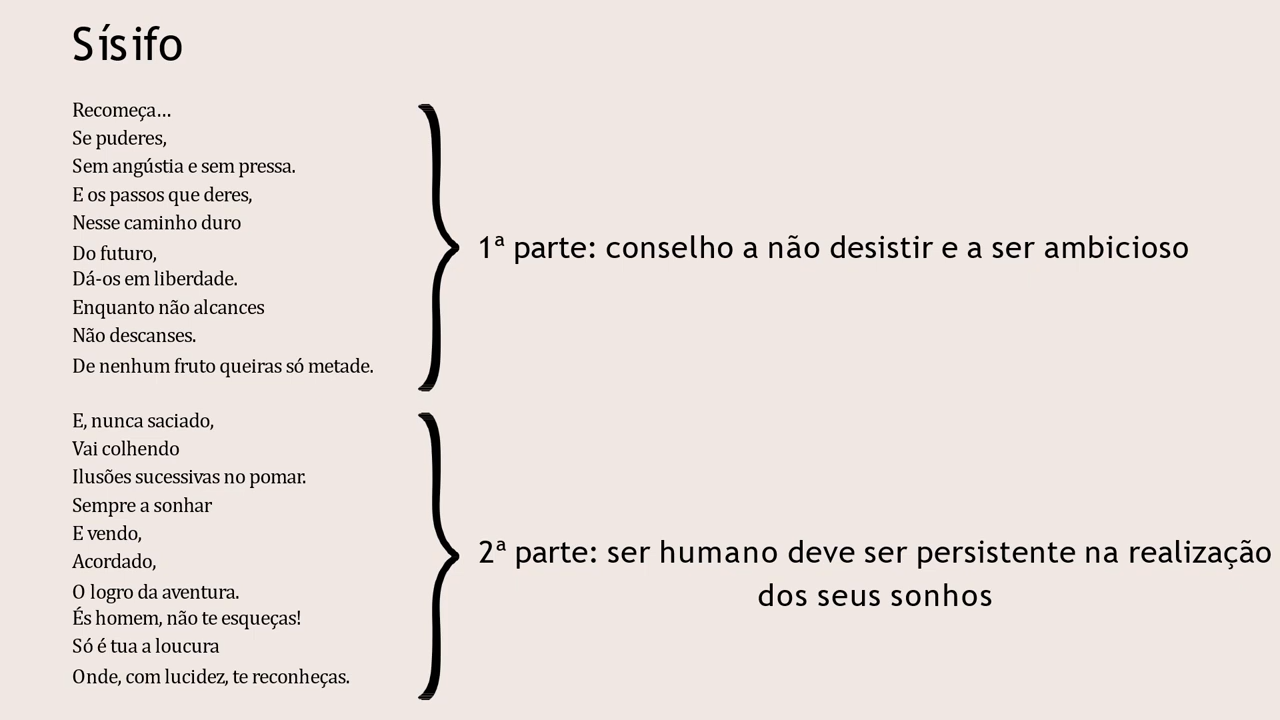 Sísifo
Recomeça...
Se puderes,
Sem angústia e sem pressa.
E os passos que deres,
Nesse caminho duro
Do futuro,
Dá-os em liberdade.
Enquanto não alcances
Não descanses.
De nenhum fruto queiras só metade.
1ª parte: conselho a não desistir e a ser ambicioso
E, nunca saciado,
Vai colhendo
Ilusões sucessivas no pomar.
Sempre a sonhar
E vendo,
Acordado,
O logro da aventura.
És homem, não te esqueças!
Só é tua a loucura
Onde, com lucidez, te reconheças.
2ª parte: ser humano deve ser persistente na realização
dos seus sonhos